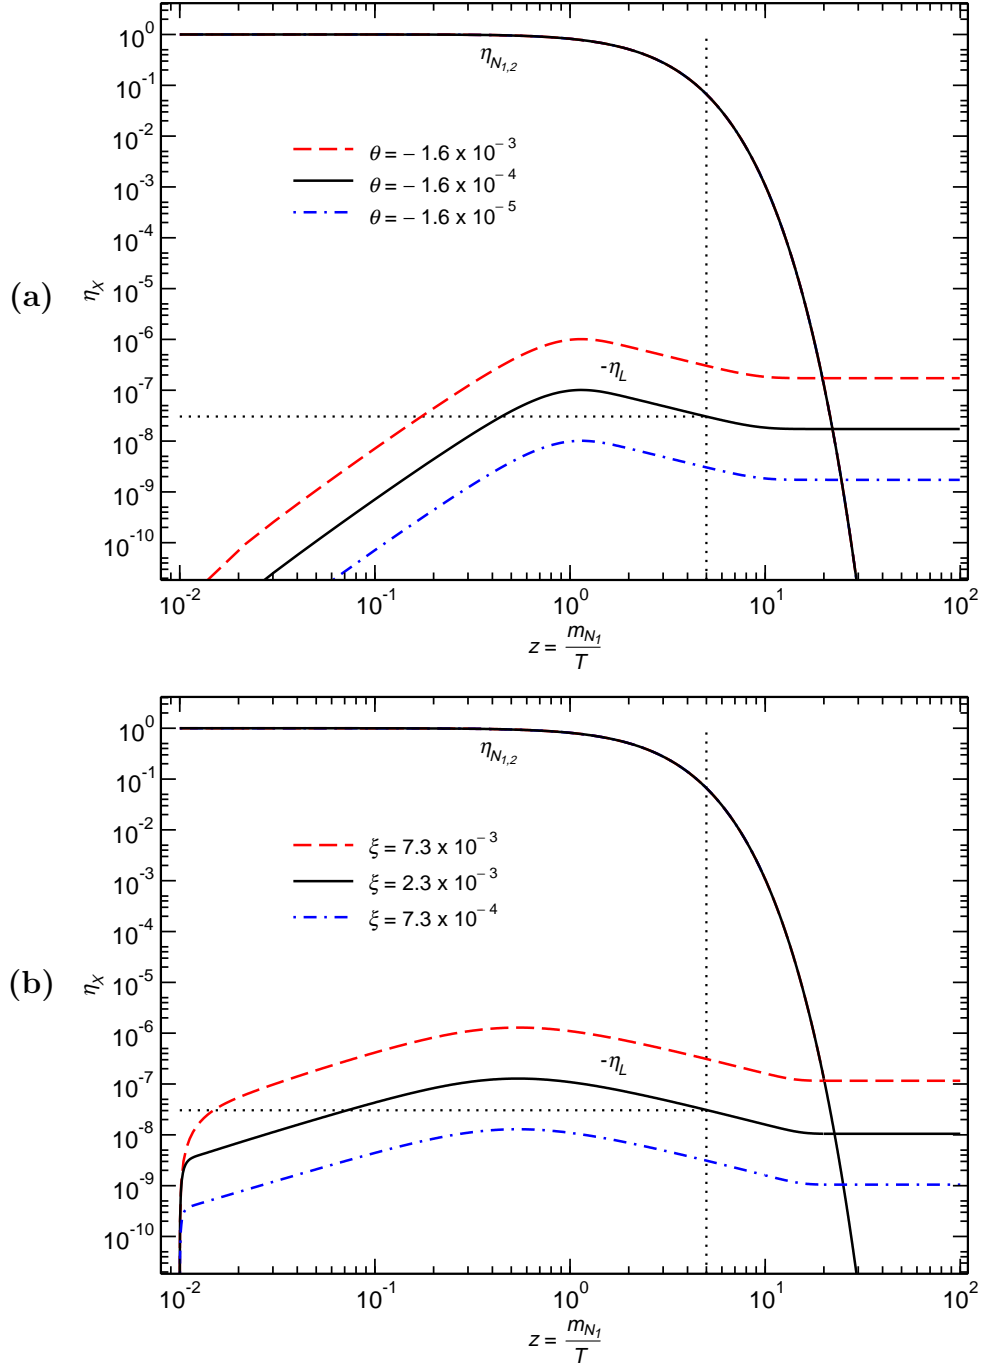 (a)
η_X
10^0
10^-1
10^-2
10^-3
10^-4
10^-5
10^-6
10^-7
10^-8
10^-9
10^-10
η_{N_{1,2}}
θ = – 1.6 x 10^{– 3}
θ = – 1.6 x 10^{– 4}
θ = – 1.6 x 10^{– 5}
-η_L
10^-2 10^-1 10^0 10^1 10^2
z = m_{N_1} / T
(b)
η_X
10^0
10^-1
10^-2
10^-3
10^-4
10^-5
10^-6
10^-7
10^-8
10^-9
10^-10
η_{N_{1,2}}
ξ = 7.3 x 10^{– 3}
ξ = 2.3 x 10^{– 3}
ξ = 7.3 x 10^{– 4}
-η_L
10^-2 10^-1 10^0 10^1 10^2
z = m_{N_1} / T